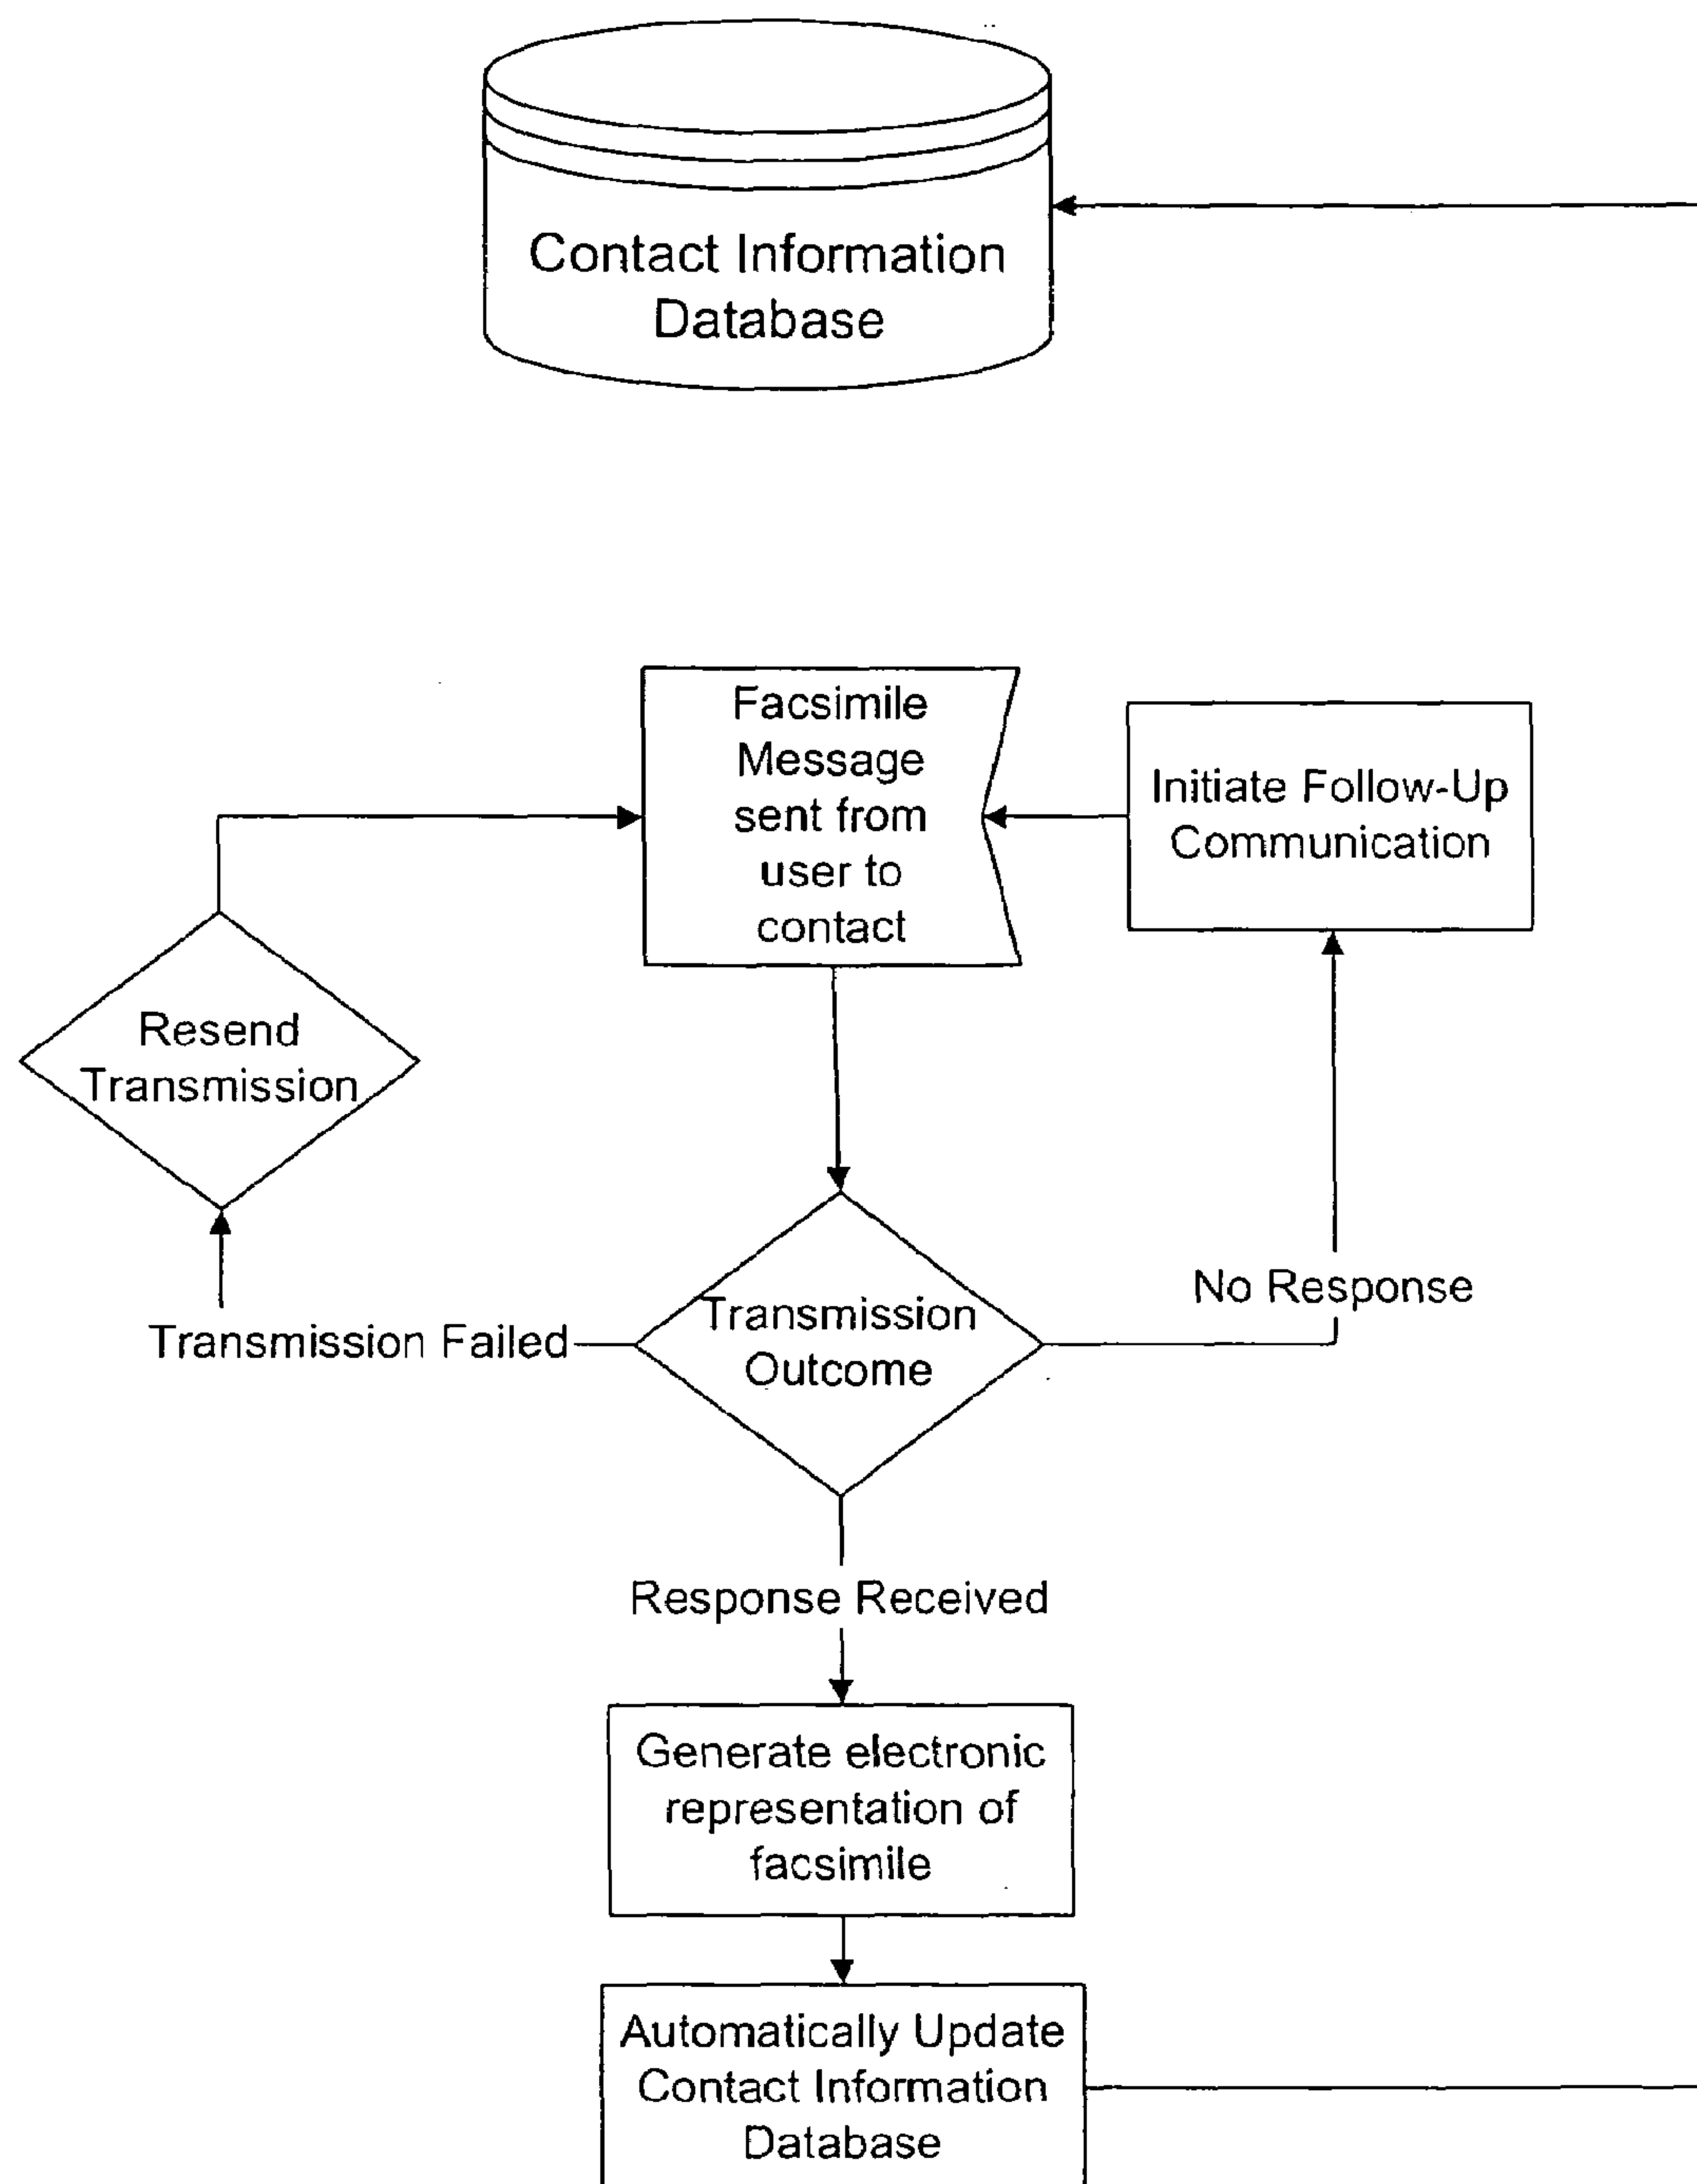 Contact Information
Database
Facsimile
Message
sent from
user to
contact
Initiate Follow-Up
Communication
Resend
Transmission
No Response
Transmission Failed
Transmission
Outcome
Response Received
Generate electronic
representation of
facsimile
Automatically Update
Contact Information
Database